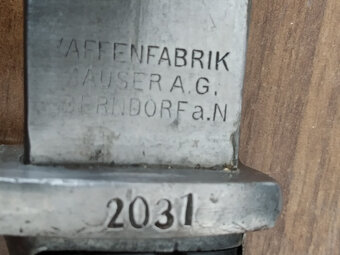 WAFFENFABRIK
MAUSER A.G.
OBERNDORF a.N
2031